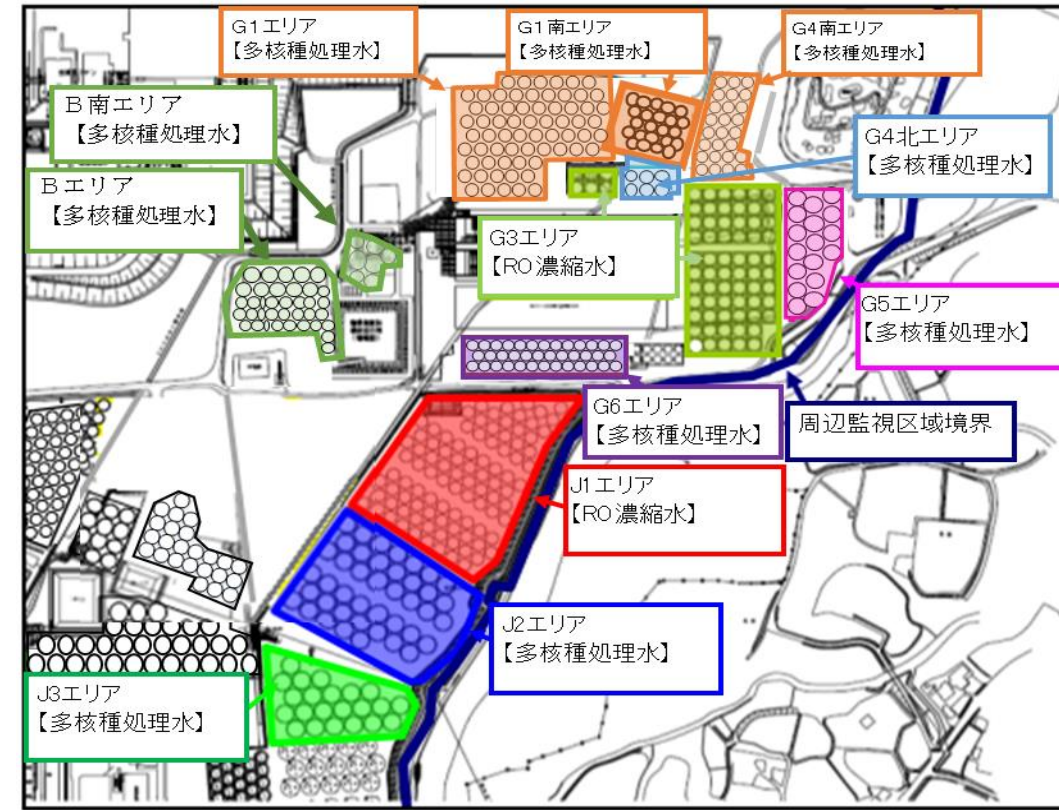 G1エリア
【多核種処理水】
G1南エリア
【多核種処理水】
G4南エリア
【多核種処理水】
B南エリア
【多核種処理水】
G4北エリア
【多核種処理水】
Bエリア
【多核種処理水】
G3エリア
【RO濃縮水】
G5エリア
【多核種処理水】
G6エリア
【多核種処理水】
周辺監視区域境界
J1エリア
【RO濃縮水】
J2エリア
【多核種処理水】
J3エリア
【多核種処理水】